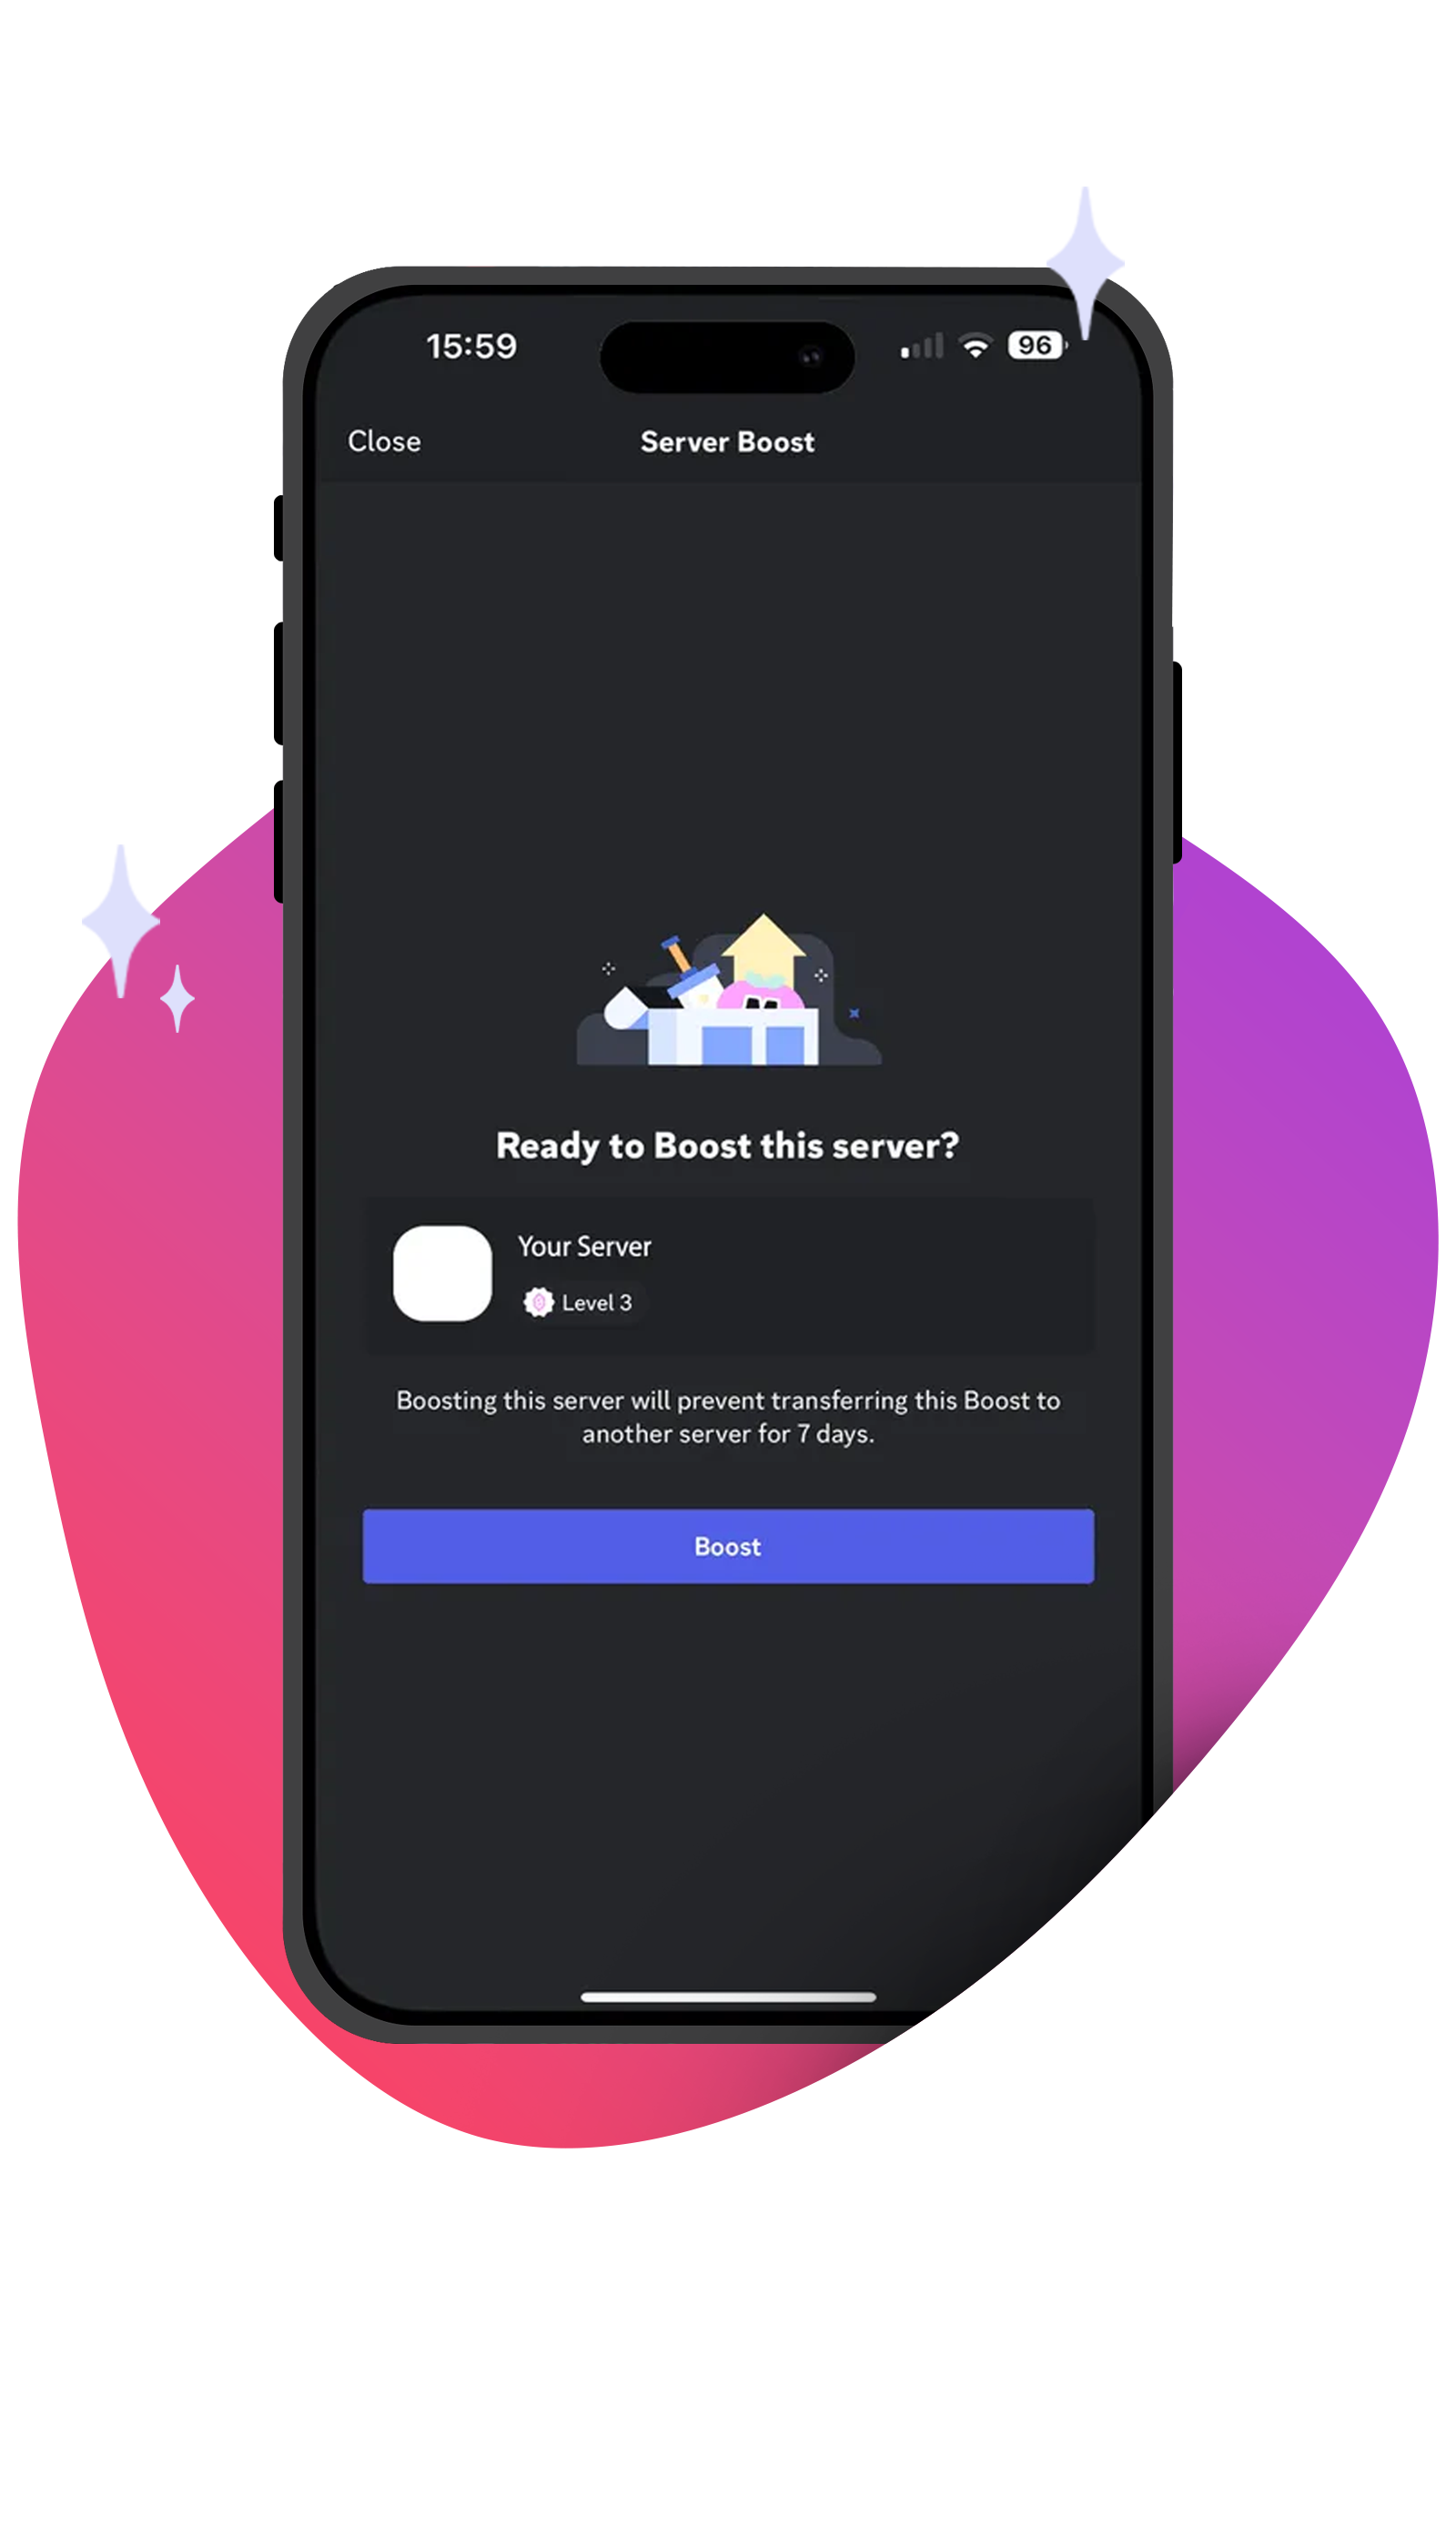 15:59
96
Close
Server Boost
Ready to Boost this server?
Your Server
Level 3
Boosting this server will prevent transferring this Boost to
another server for 7 days.
Boost